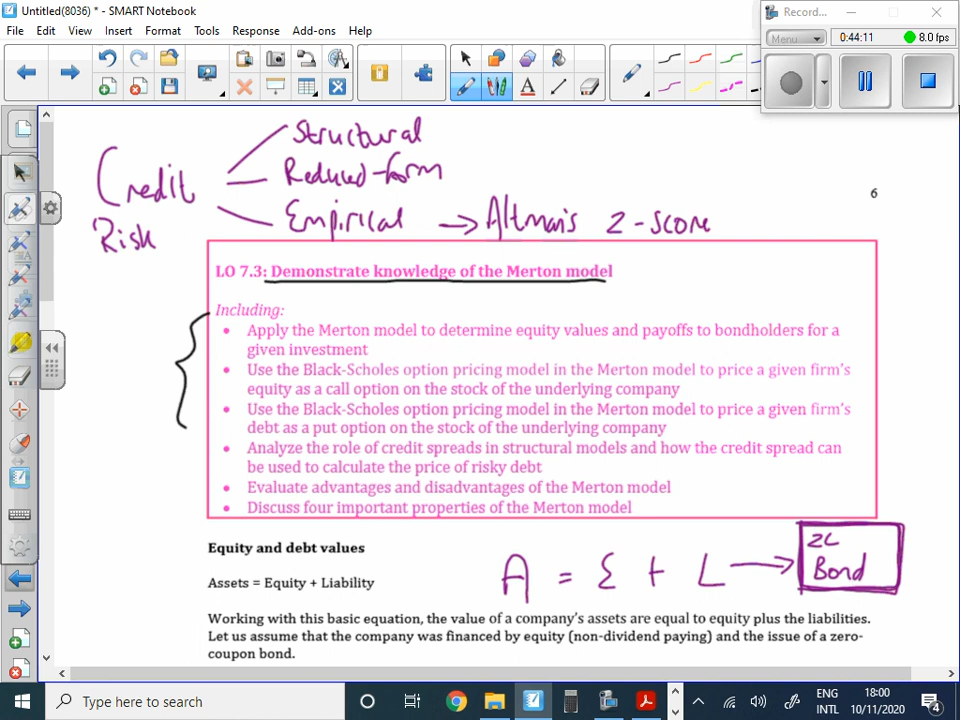 Untitled(8036) * - SMART Notebook
File Edit View Insert Format Tools Response Add-ons Help
Record...
Menu
0:44:11
8.0 fps
Credit Risk
Structural
Reduced-form
Empirical → Altman's Z-score
6
LO 7.3: Demonstrate knowledge of the Merton model
Including:
• Apply the Merton model to determine equity values and payoffs to bondholders for a
given investment
• Use the Black-Scholes option pricing model in the Merton model to price a given firm's
equity as a call option on the stock of the underlying company
• Use the Black-Scholes option pricing model in the Merton model to price a given firm's
debt as a put option on the stock of the underlying company
• Analyze the role of credit spreads in structural models and how the credit spread can
be used to calculate the price of risky debt
• Evaluate advantages and disadvantages of the Merton model
• Discuss four important properties of the Merton model
Equity and debt values
A = E + L → ZC Bond
Assets = Equity + Liability
Working with this basic equation, the value of a company's assets are equal to equity plus the liabilities.
Let us assume that the company was financed by equity (non-dividend paying) and the issue of a zero-
coupon bond.
Type here to search
ENG
INTL
18:00
10/11/2020
4